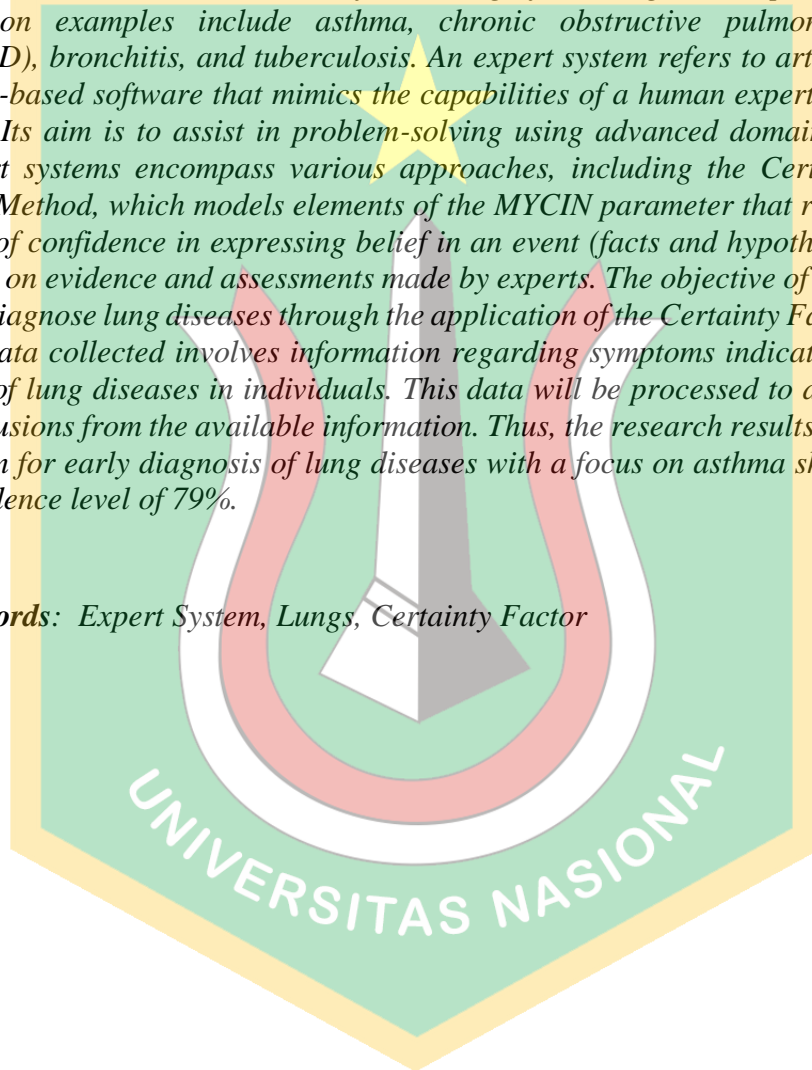 on examples include asthma, chronic obstructive pulmon
D), bronchitis, and tuberculosis. An expert system refers to art
-based software that mimics the capabilities of a human expert
Its aim is to assist in problem-solving using advanced domain
t systems encompass various approaches, including the Cert
Method, which models elements of the MYCIN parameter that r
of confidence in expressing belief in an event (facts and hypoth
on evidence and assessments made by experts. The objective of
iagnose lung diseases through the application of the Certainty Fa
ata collected involves information regarding symptoms indicat
of lung diseases in individuals. This data will be processed to a
usions from the available information. Thus, the research results
n for early diagnosis of lung diseases with a focus on asthma sh
lence level of 79%.
ords: Expert System, Lungs, Certainty Factor
UNIVERSITAS NASIONAL